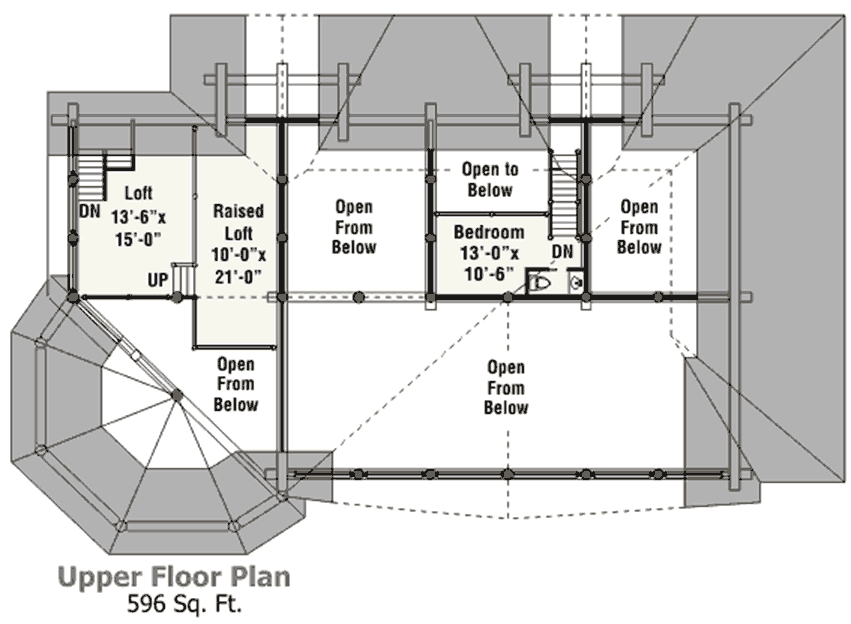 Loft
13'-6"x
15'-0"
DN
UP
Raised
Loft
10'-0"x
21'-0"
Open
From
Below
Open to
Below
Bedroom
13'-0"x
10'-6"
DN
Open
From
Below
Open
From
Below
Open
From
Below
Upper Floor Plan
596 Sq. Ft.